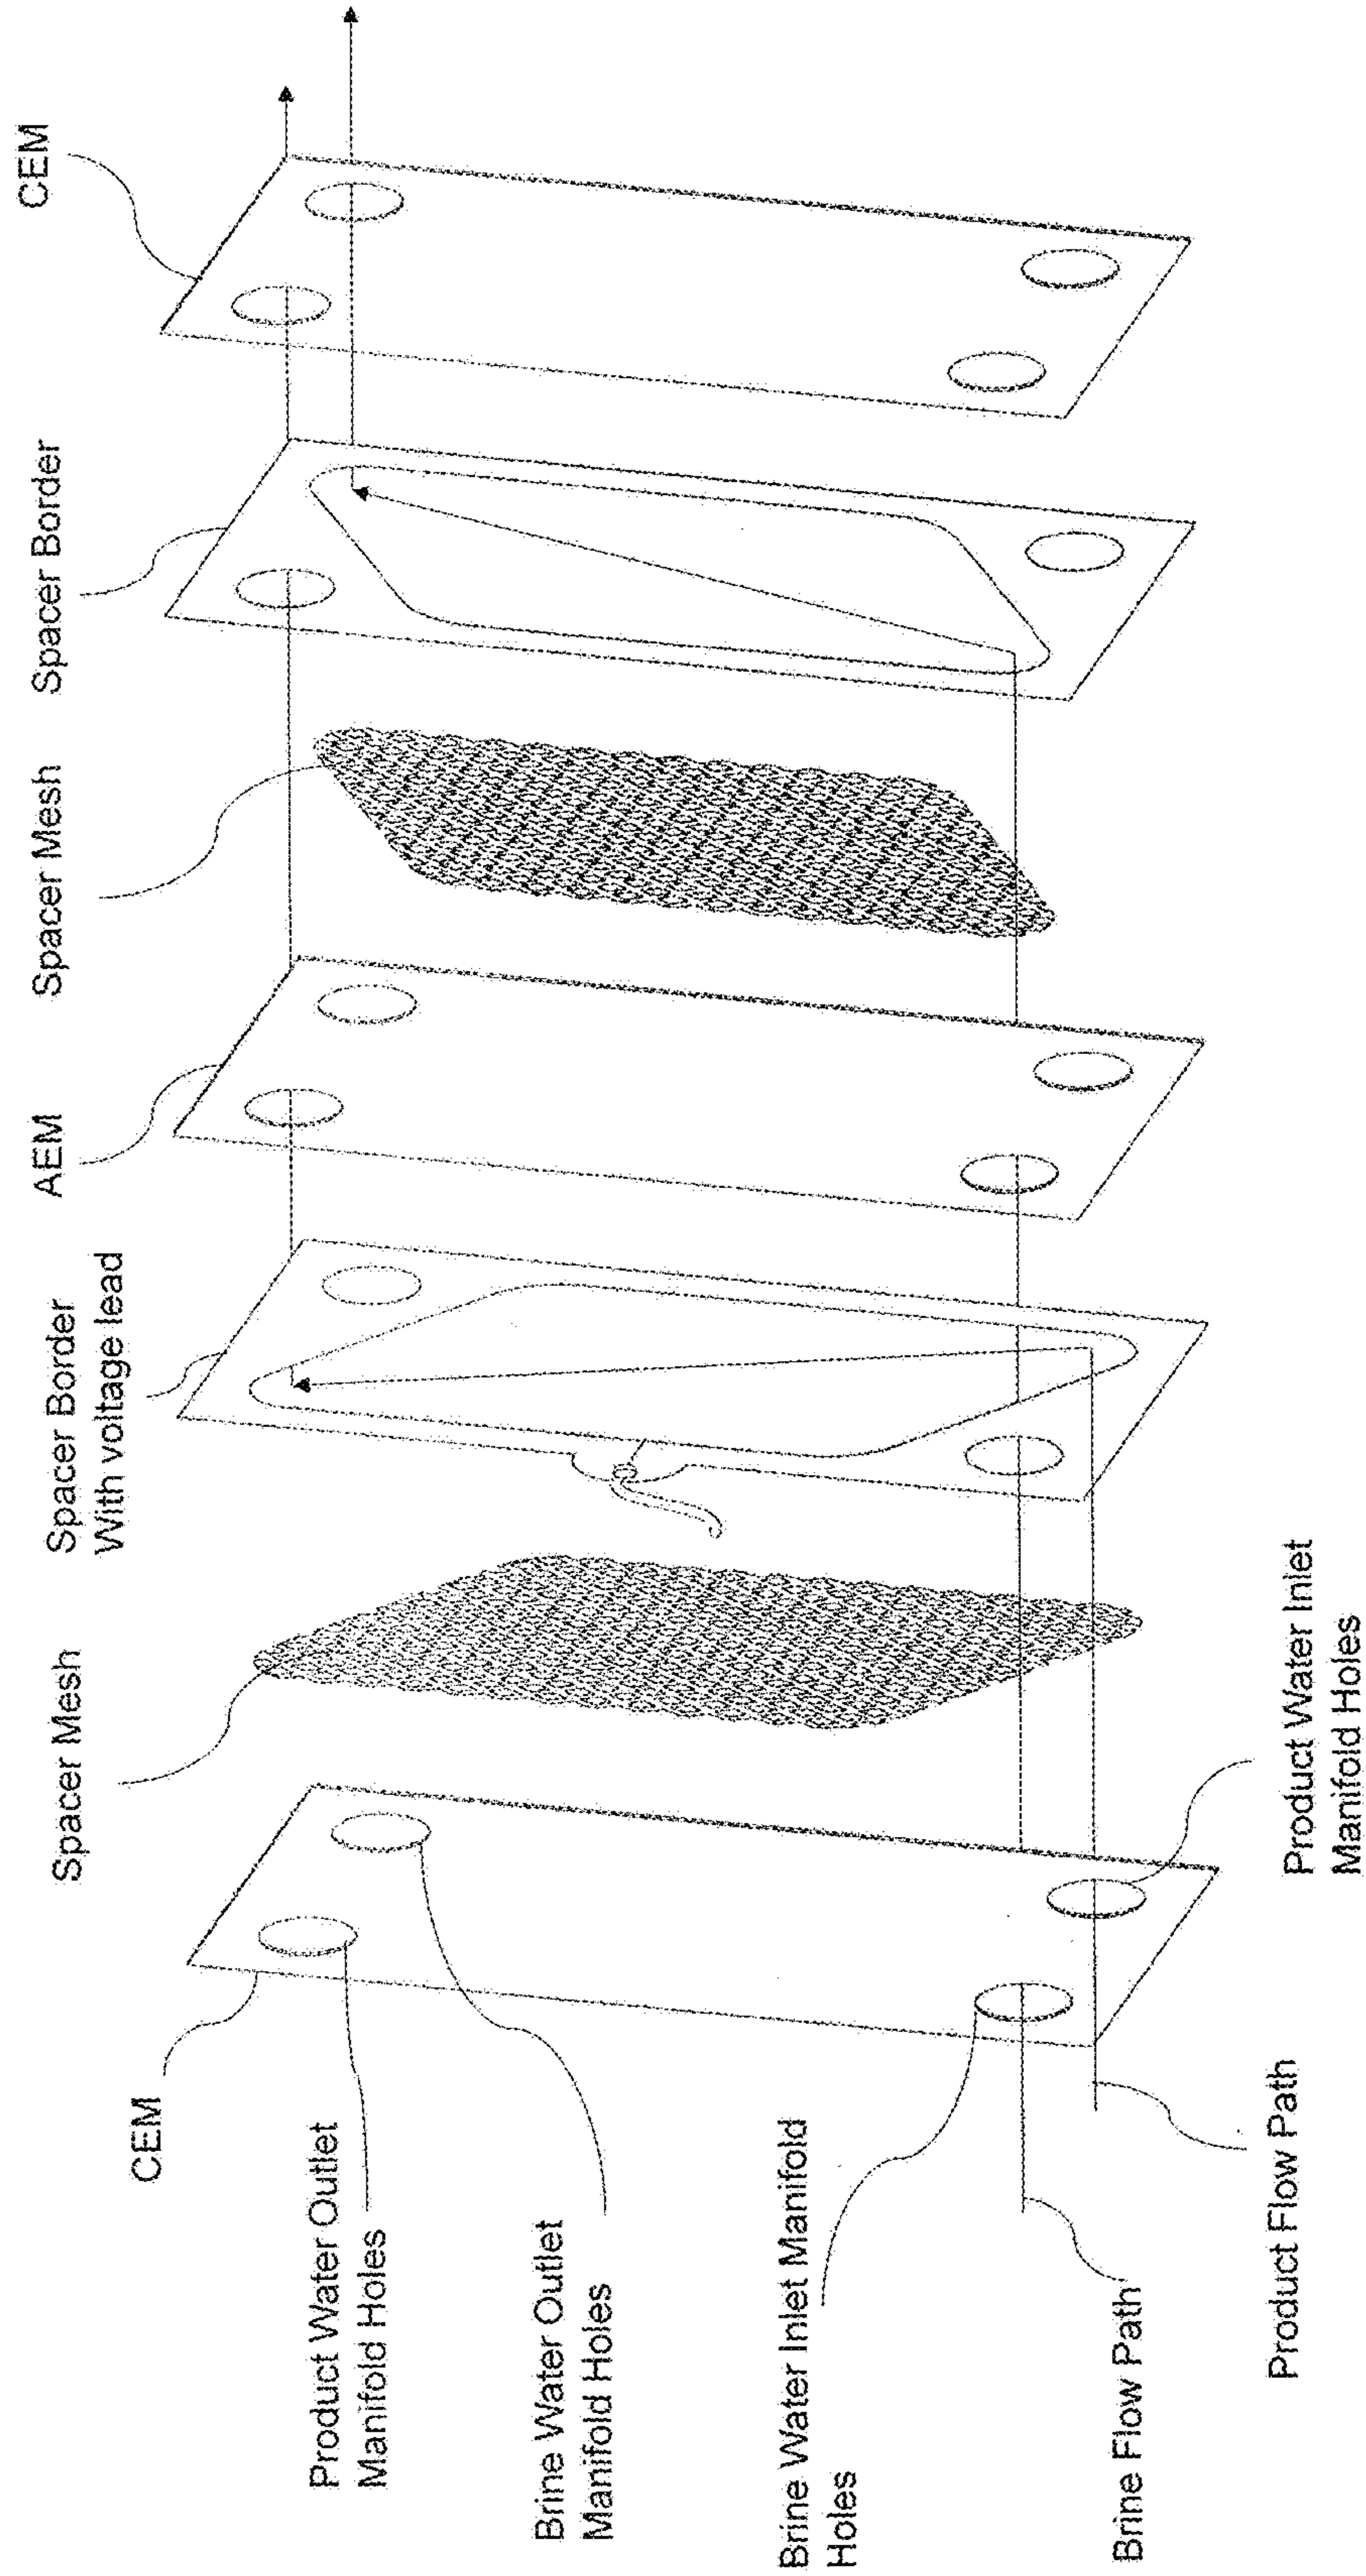 CEM
Product Water Outlet
Manifold Holes
Brine Water Outlet
Manifold Holes
Brine Water Inlet Manifold
Holes
Brine Flow Path
Product Flow Path
Product Water Inlet
Manifold Holes
Spacer Mesh
Spacer Border
With voltage lead
AEM
Spacer Mesh
Spacer Border
CEM